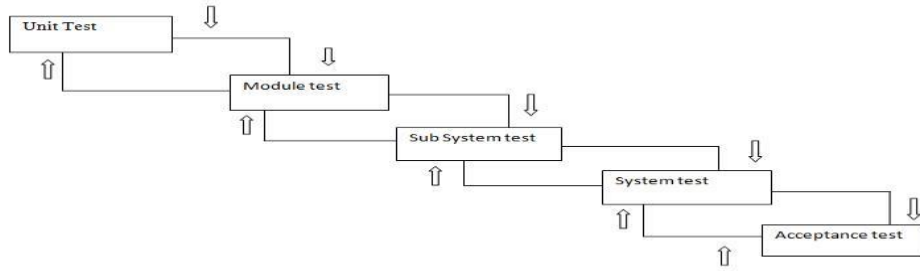 Unit Test
Module test
Sub System test
System test
Acceptance test